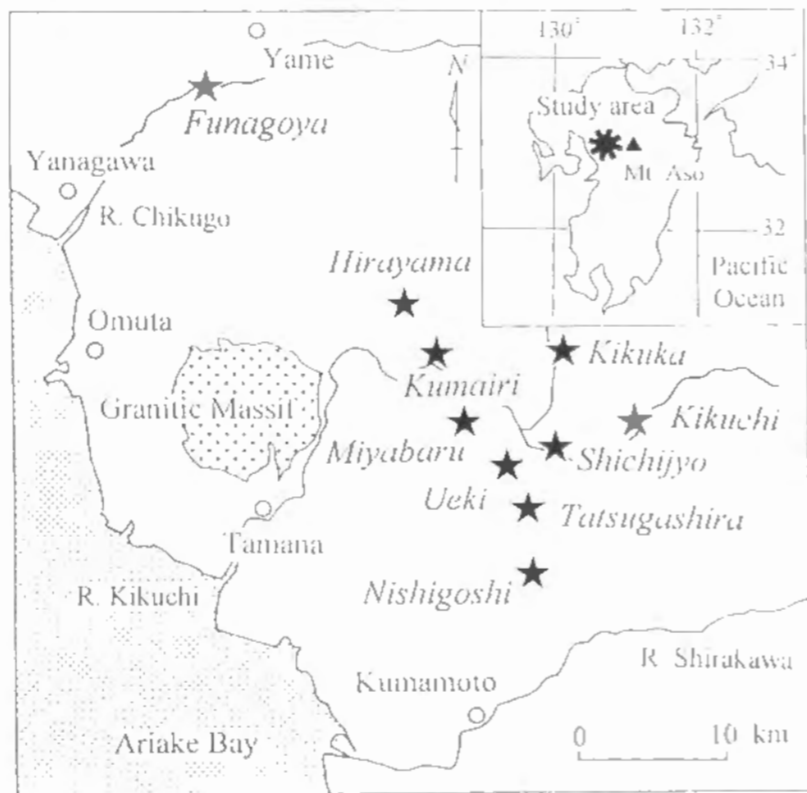 Yame
Funagoya
Yanagawa
R. Chikugo
N
130°
132°
34°
Study area
Mt. Aso
32
Pacific
Ocean
Hirayama
Omuta
Kikuka
Kumairi
Granitic Massif
Kikuchi
Miyabaru
Shichijyo
Ueki
Tatsugashira
Tamana
Nishigoshi
R. Kikuchi
R. Shirakawa
Kumamoto
Ariake Bay
0 10 km